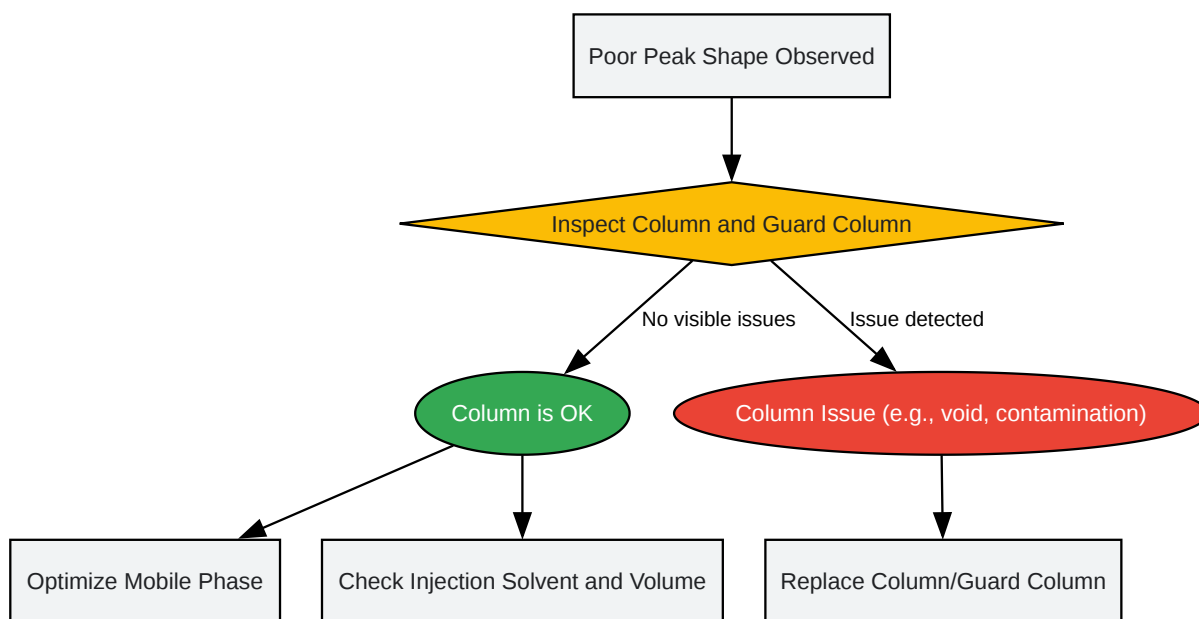 Poor Peak Shape Observed
Inspect Column and Guard Column
No visible issues
Issue detected
Column is OK
Column Issue (e.g., void, contamination)
Optimize Mobile Phase
Check Injection Solvent and Volume
Replace Column/Guard Column